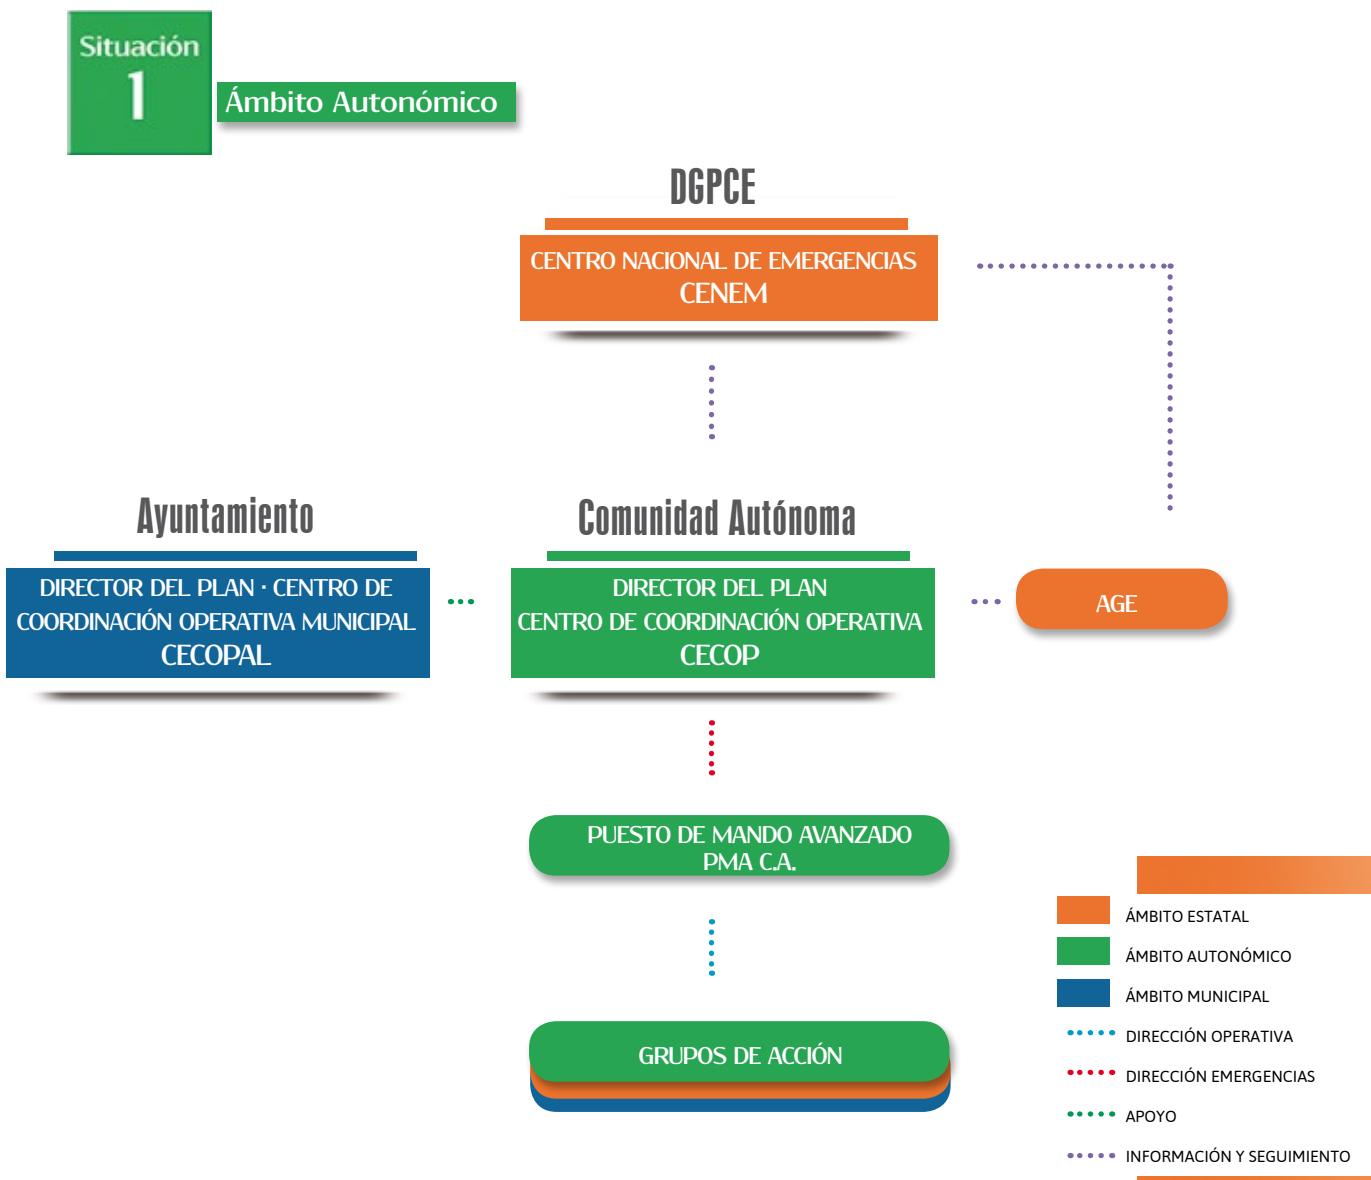 Situación
1
Ámbito Autonómico
DGPCE
CENTRO NACIONAL DE EMERGENCIAS
CENEM
Ayuntamiento
DIRECTOR DEL PLAN · CENTRO DE
COORDINACIÓN OPERATIVA MUNICIPAL
CECOPAL
Comunidad Autónoma
DIRECTOR DEL PLAN
CENTRO DE COORDINACIÓN OPERATIVA
CECOP
AGE
PUESTO DE MANDO AVANZADO
PMA C.A.
GRUPOS DE ACCIÓN
ÁMBITO ESTATAL
ÁMBITO AUTONÓMICO
ÁMBITO MUNICIPAL
DIRECCIÓN OPERATIVA
DIRECCIÓN EMERGENCIAS
APOYO
INFORMACIÓN Y SEGUIMIENTO